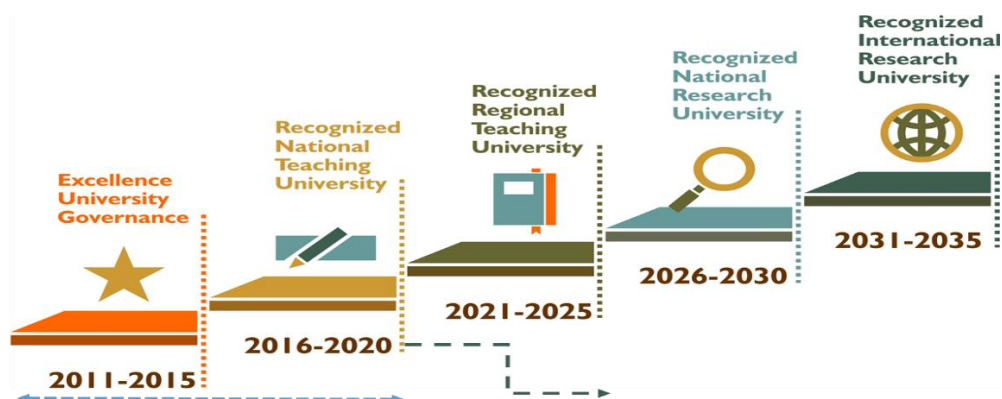 Excellence
University
Governance
2011-2015
Recognized
National
Teaching
University
2016-2020
Recognized
Regional
Teaching
University
2021-2025
Recognized
National
Research
University
2026-2030
Recognized
International
Research
University
2031-2035